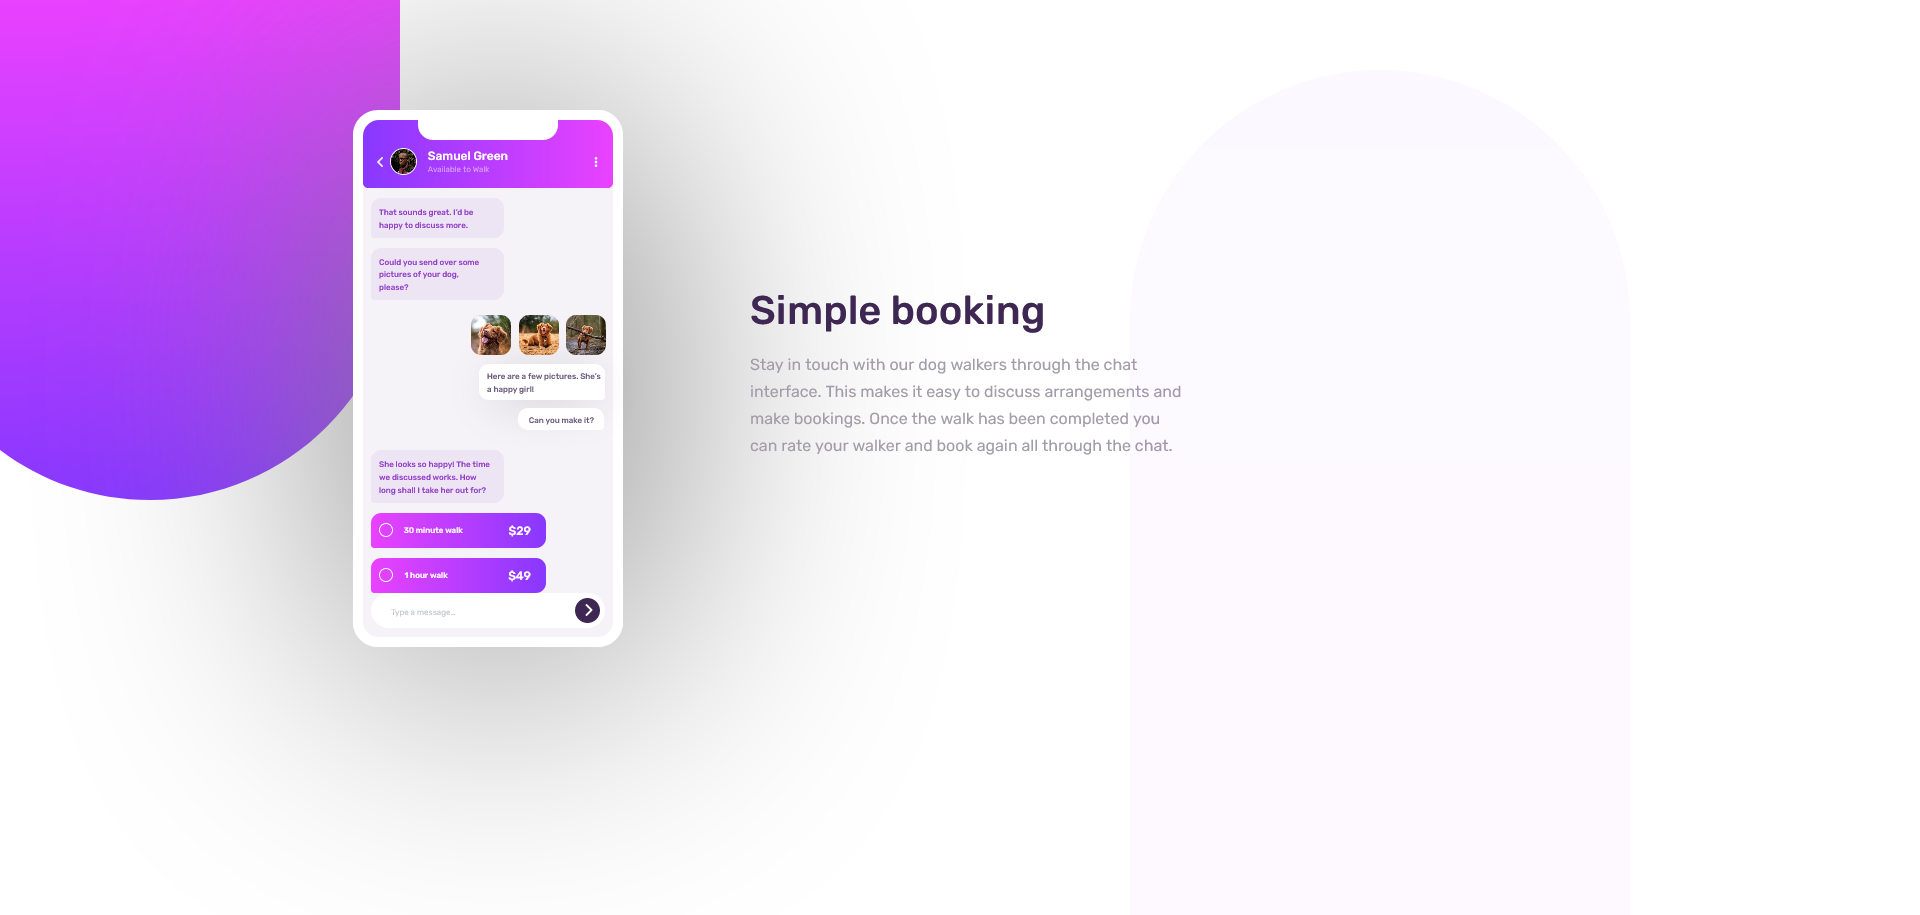 Samuel Green
Available to Walk
That sounds great. I'd be
happy to discuss more.
Could you send over some
pictures of your dog,
please?
Here are a few pictures. She's
a happy girl!
Can you make it?
She looks so happy! The time
we discussed works. How
long shall I take her out for?
30 minute walk $29
1 hour walk $49
Type a message...
Simple booking
Stay in touch with our dog walkers through the chat
interface. This makes it easy to discuss arrangements and
make bookings. Once the walk has been completed you
can rate your walker and book again all through the chat.